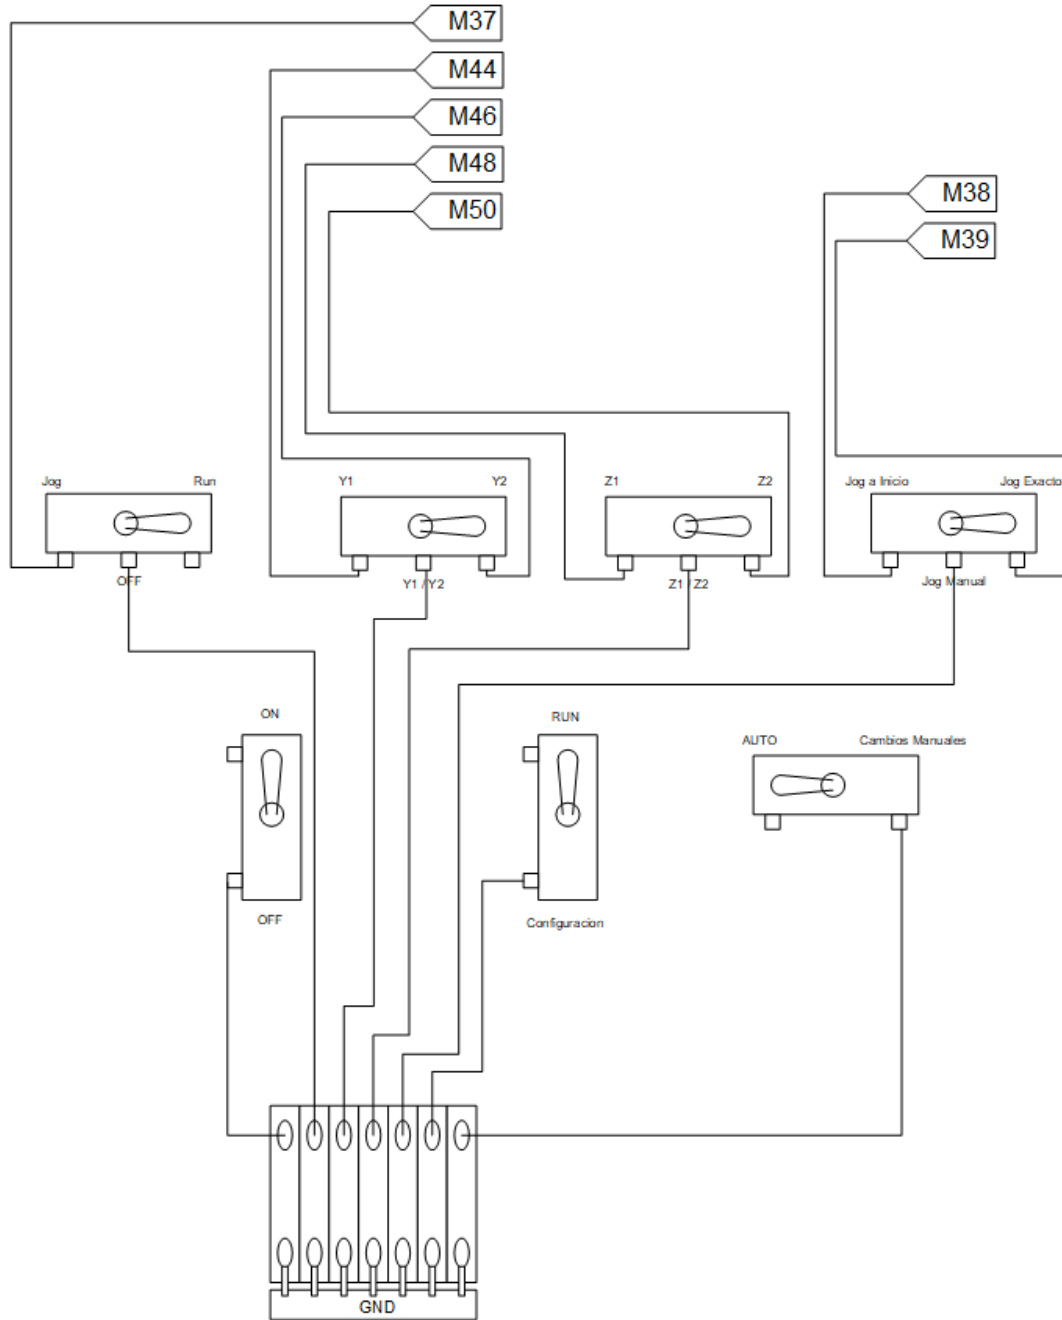 M37
M44
M46
M48
M50
M38
M39
Jog Run
OFF
Y1 Y2
Y1 / Y2
Z1 Z2
Z1 / Z2
Jog a Inicio Jog Exacto
Jog Manual
ON
OFF
RUN
Configuracion
AUTO Cambios Manuales
GND